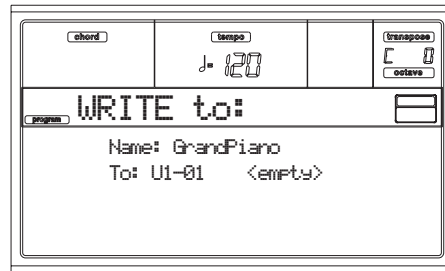 chord tempo transpose
♩= 120 C 0
octave
program WRITE to:
Name: GrandPiano
To: U1-01 <empty>